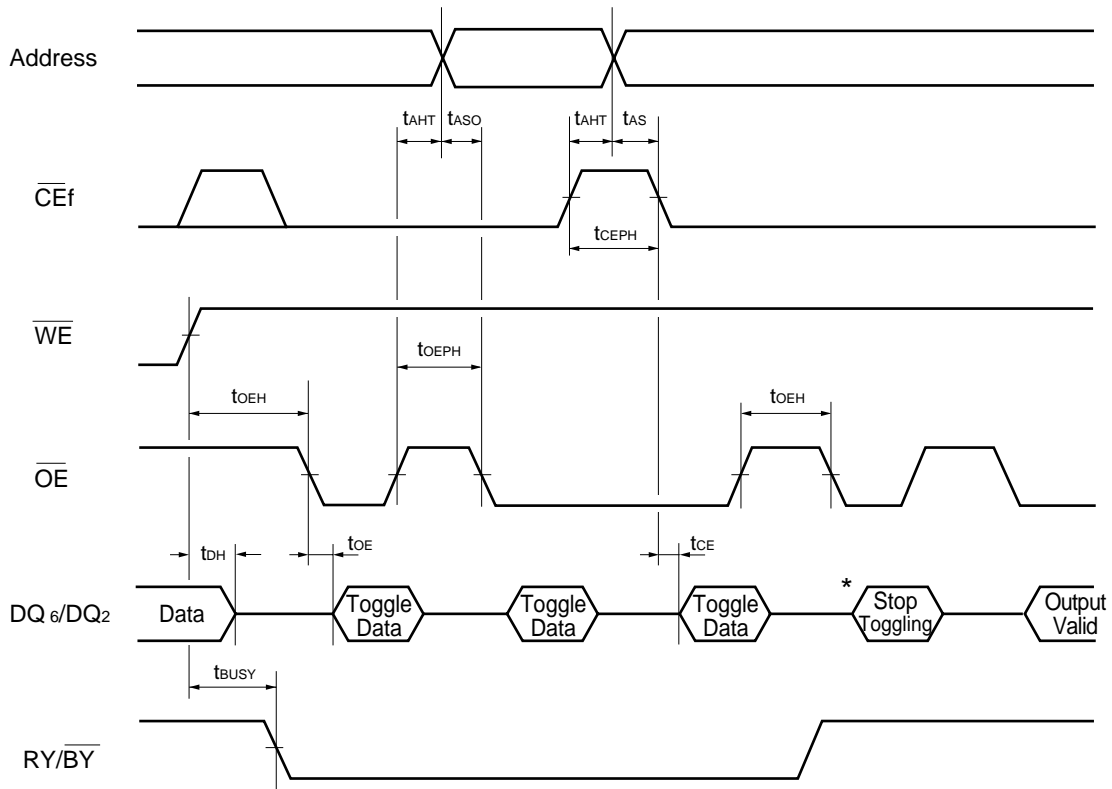 Address
tAHT tASO tAHT tAS
CEf
tCEPH
WE
tOEPH
tOEH tOEH
OE
tDH tOE tCE
DQ6/DQ2 Data Toggle Data Toggle Data Toggle Data * Stop Toggling Output Valid
tBUSY
RY/BY